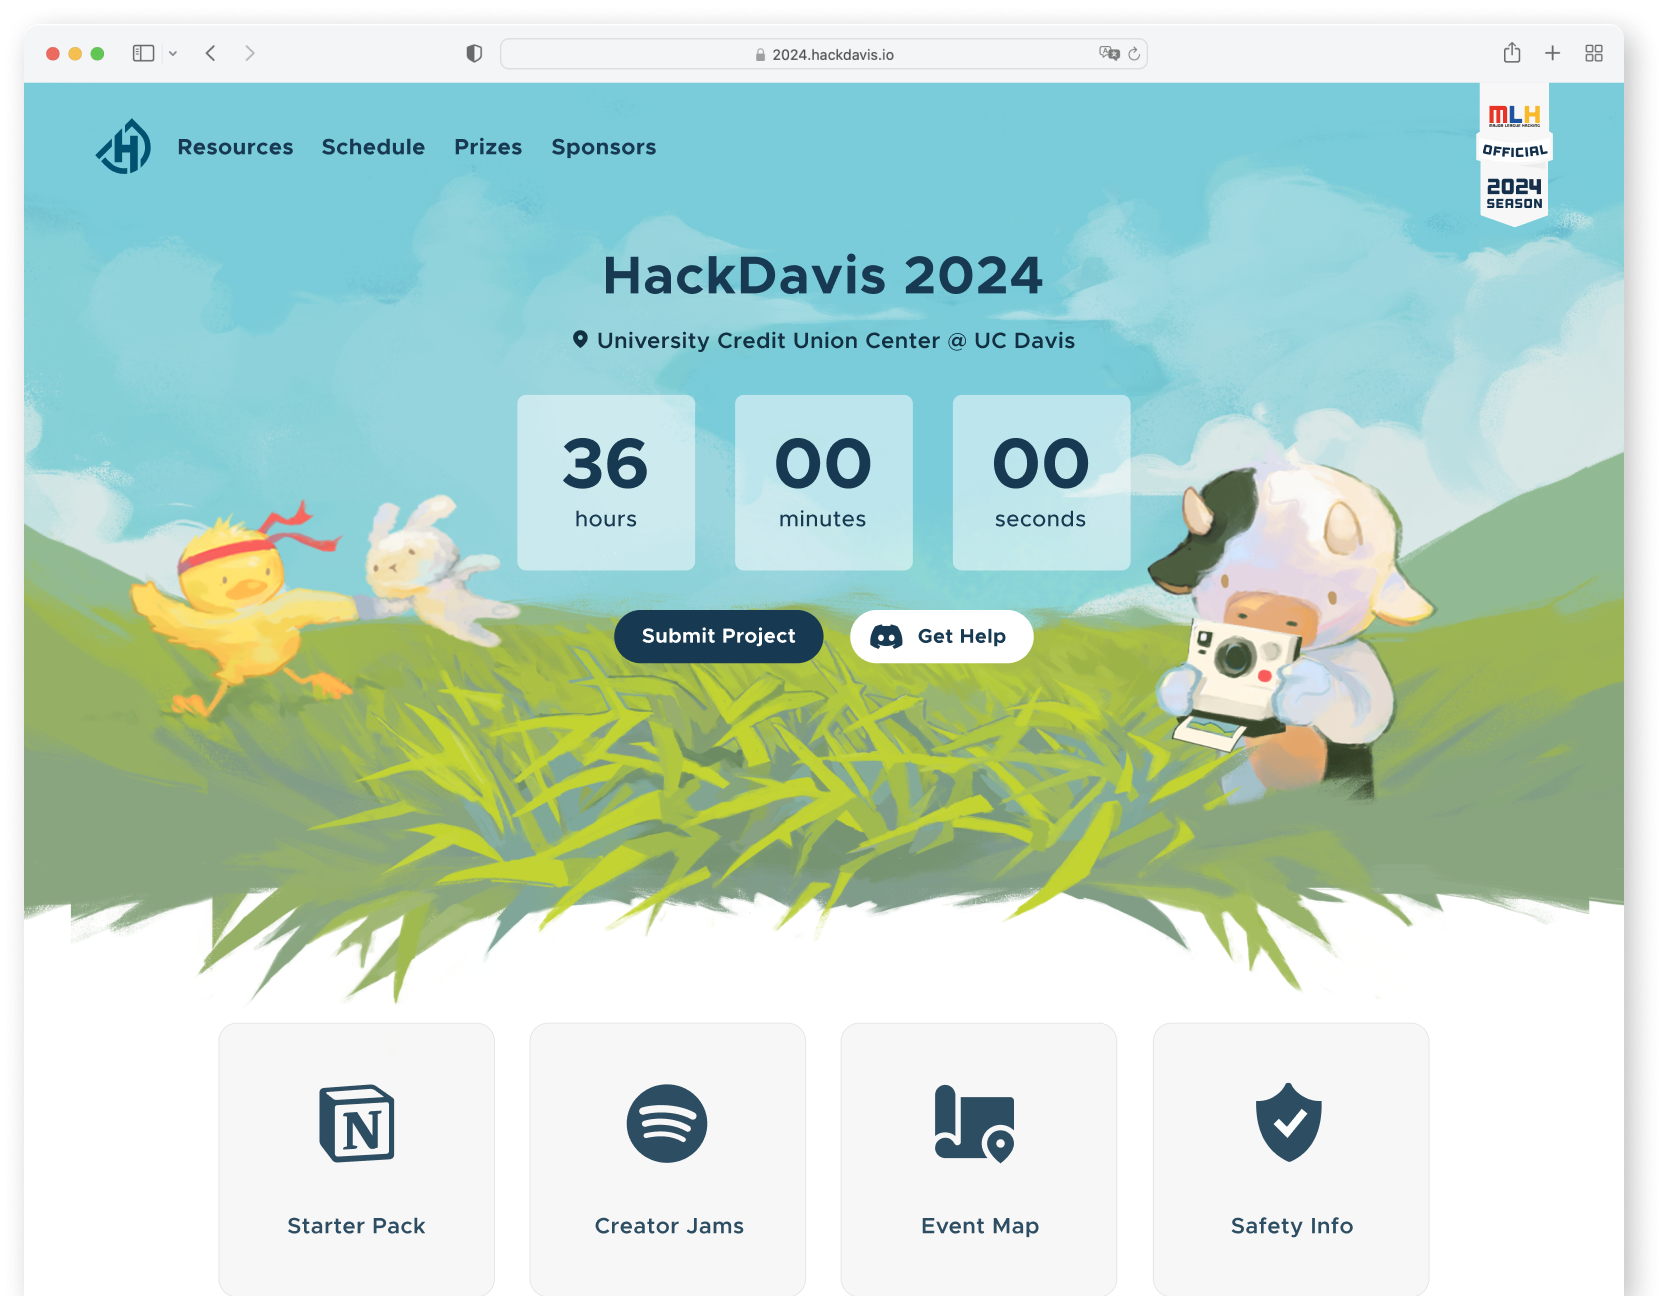 2024.hackdavis.io
Resources Schedule Prizes Sponsors
MLH
MAJOR LEAGUE HACKING
OFFICIAL
2024
SEASON
HackDavis 2024
University Credit Union Center @ UC Davis
36 00 00
hours minutes seconds
Submit Project Get Help
N
Starter Pack Creator Jams Event Map Safety Info